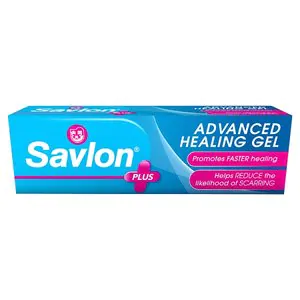 Savlon®
PLUS
ADVANCED
HEALING GEL
Promotes FASTER healing
Helps REDUCE the
likelihood of SCARRING